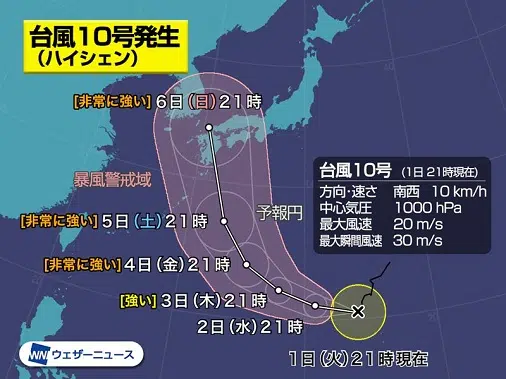 台風10号発生
(ハイシェン)
[非常に強い] 6日(日)21時
暴風警戒域
予報円
[非常に強い] 5日(土)21時
[非常に強い] 4日(金)21時
[強い] 3日(木)21時
2日(水)21時
1日(火)21時現在
台風10号 (1日 21時現在)
方向・速さ 南西 10 km/h
中心気圧 1000 hPa
最大風速 20 m/s
最大瞬間風速 30 m/s
WN ウェザーニュース